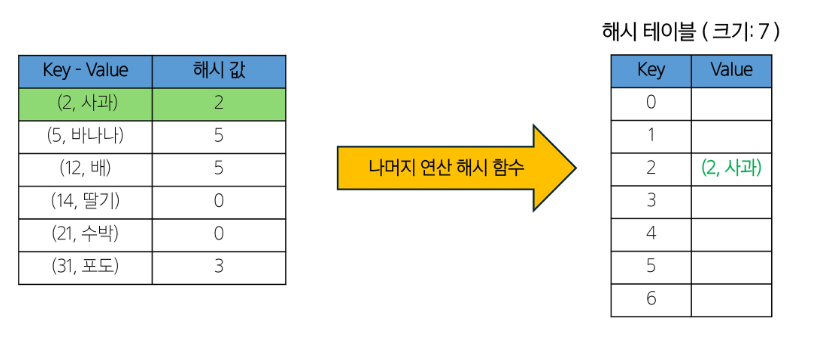 해시 테이블 ( 크기: 7 )
Key - Value 해시 값
(2, 사과) 2
(5, 바나나) 5
(12, 배) 5
(14, 딸기) 0
(21, 수박) 0
(31, 포도) 3
나머지 연산 해시 함수
Key Value
0
1
2 (2, 사과)
3
4
5
6